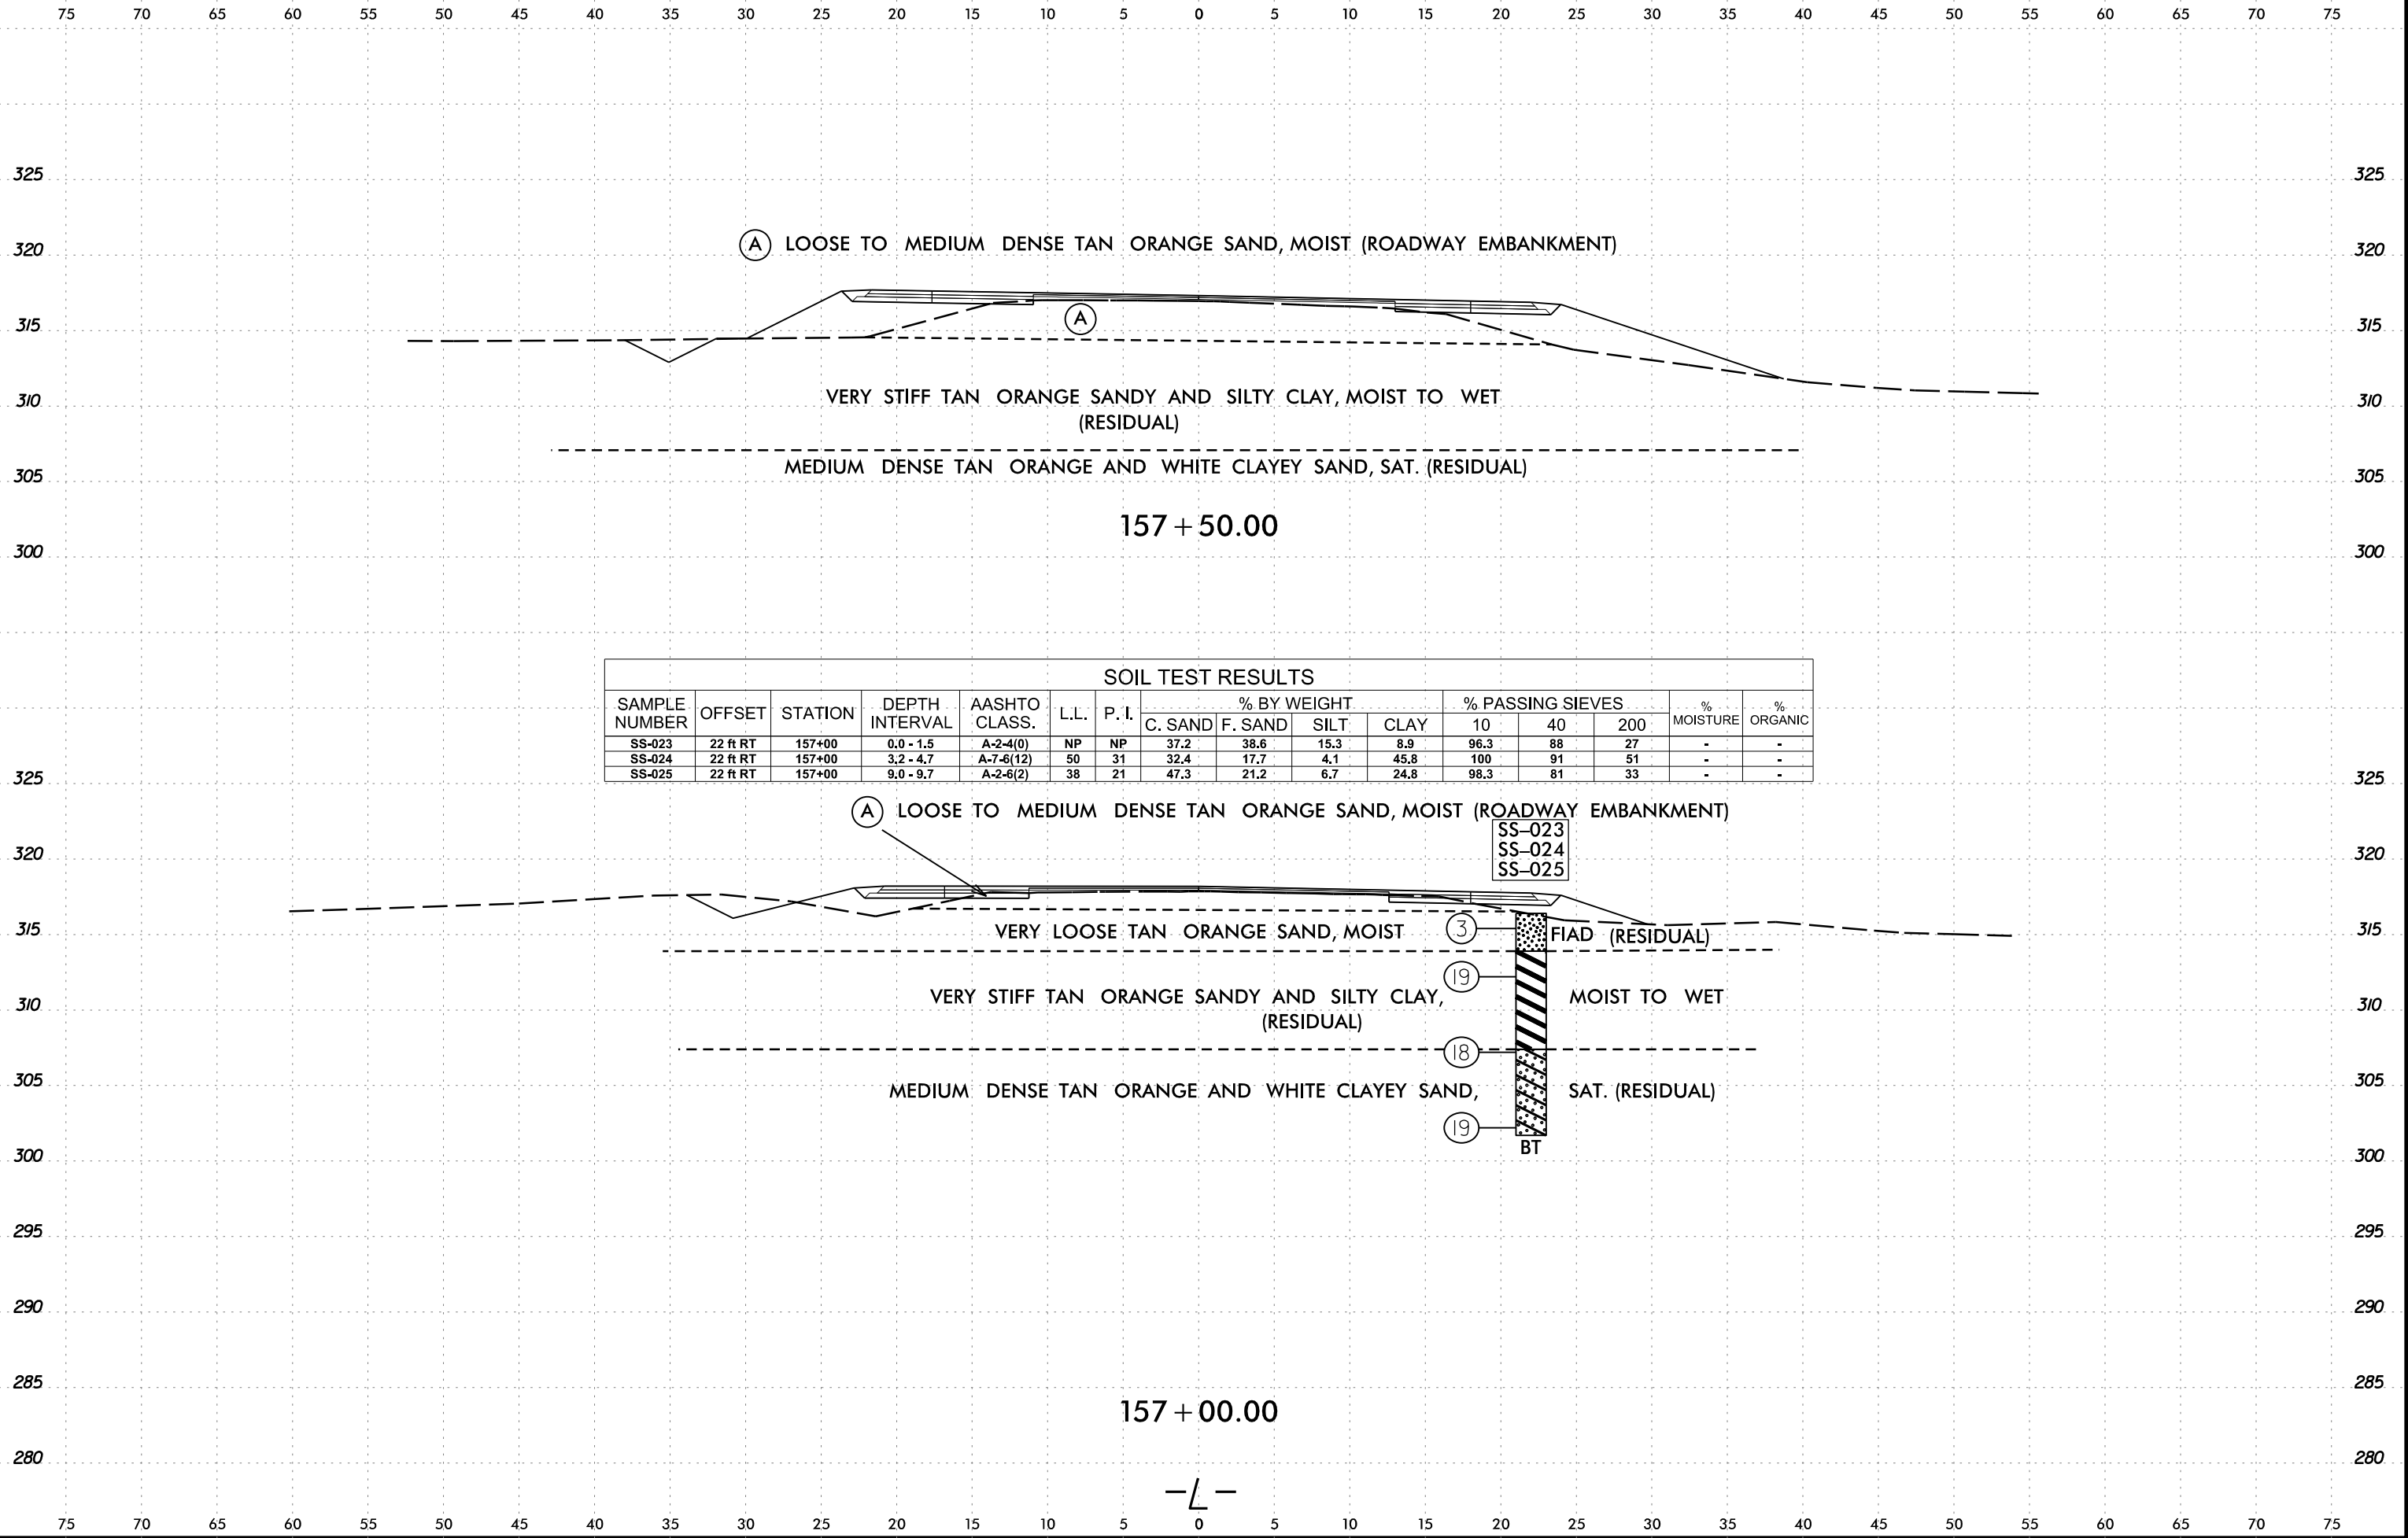 75 70 65 60 55 50 45 40 35 30 25 20 15 10 5 0 5 10 15 20 25 30 35 40 45 50 55 60 65 70 75
325 325
A LOOSE TO MEDIUM DENSE TAN ORANGE SAND, MOIST (ROADWAY EMBANKMENT)
320 320
315 A 315
VERY STIFF TAN ORANGE SANDY AND SILTY CLAY, MOIST TO WET
310 310
(RESIDUAL)
MEDIUM DENSE TAN ORANGE AND WHITE CLAYEY SAND, SAT. (RESIDUAL)
305 305
157+50.00
300 300
SOIL TEST RESULTS
SAMPLE NUMBER OFFSET STATION DEPTH INTERVAL AASHTO CLASS. L.L. P.I. % BY WEIGHT % PASSING SIEVES % MOISTURE % ORGANIC
C. SAND F. SAND SILT CLAY 10 40 200
SS-023 22 ft RT 157+00 0.0 - 1.5 A-2-4(0) NP NP 37.2 38.6 15.3 8.9 96.3 88 27 - -
SS-024 22 ft RT 157+00 3.2 - 4.7 A-7-6(12) 50 31 32.4 17.7 4.1 45.8 100 91 51 - -
SS-025 22 ft RT 157+00 9.0 - 9.7 A-2-6(2) 38 21 47.3 21.2 6.7 24.8 98.3 81 33 - -
325 325
A LOOSE TO MEDIUM DENSE TAN ORANGE SAND, MOIST (ROADWAY EMBANKMENT)
SS-023
SS-024
SS-025
320 320
315 VERY LOOSE TAN ORANGE SAND, MOIST 3 FIAD (RESIDUAL) 315
19
VERY STIFF TAN ORANGE SANDY AND SILTY CLAY, MOIST TO WET
310 310
(RESIDUAL)
18
305 305
MEDIUM DENSE TAN ORANGE AND WHITE CLAYEY SAND, SAT. (RESIDUAL)
19
BT
300 300
295 295
290 290
285 285
157+00.00
280 280
-L-
75 70 65 60 55 50 45 40 35 30 25 20 15 10 5 0 5 10 15 20 25 30 35 40 45 50 55 60 65 70 75